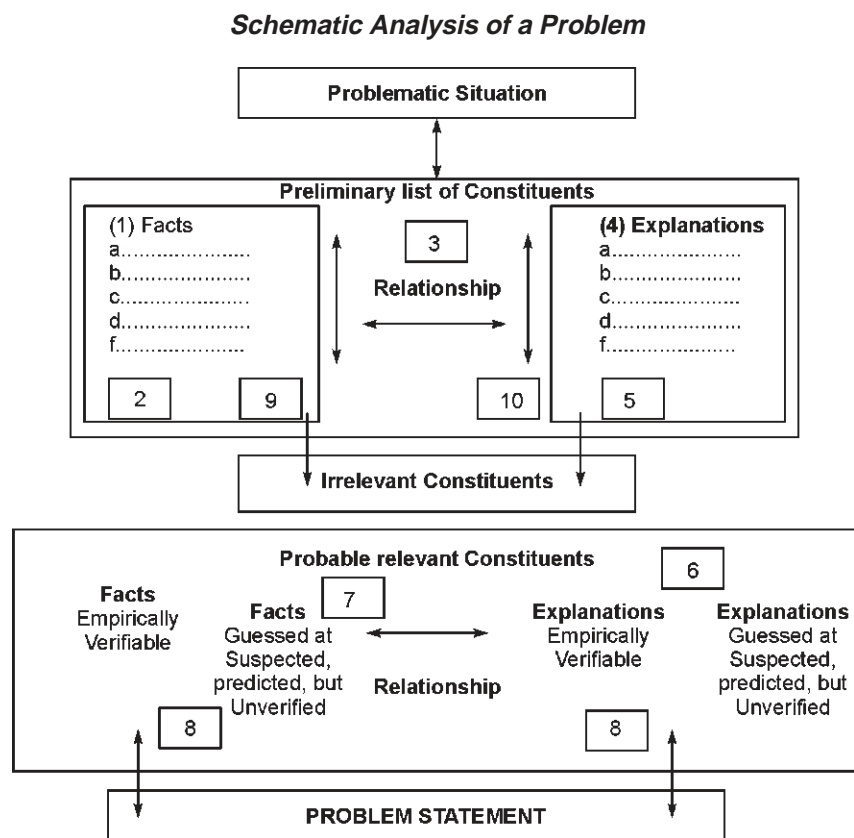 Schematic Analysis of a Problem
Problematic Situation
Preliminary list of Constituents
(1) Facts
a......................
b......................
c......................
d......................
f......................
2
9
3
Relationship
10
(4) Explanations
a........................
b........................
c........................
d........................
f........................
5
Irrelevant Constituents
Probable relevant Constituents
Facts
Empirically
Verifiable
7
Facts
Guessed at
Suspected,
predicted, but
Unverified
8
Relationship
6
Explanations
Empirically
Verifiable
8
Explanations
Guessed at
Suspected,
predicted, but
Unverified
PROBLEM STATEMENT